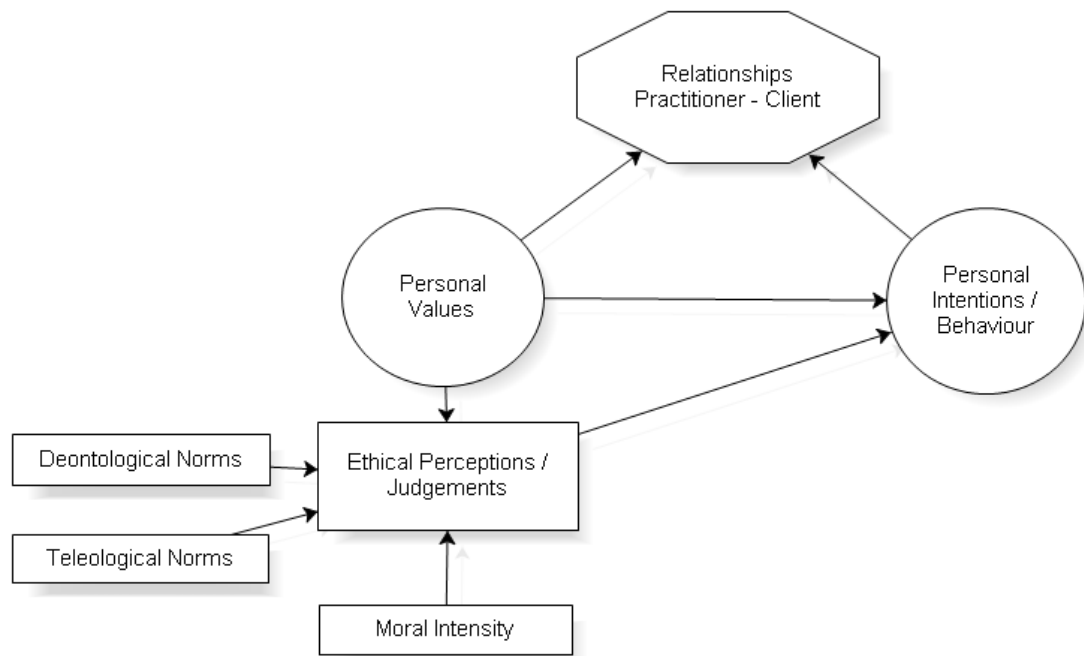 Relationships
Practitioner - Client
Personal
Values
Personal
Intentions /
Behaviour
Deontological Norms
Ethical Perceptions /
Judgements
Teleological Norms
Moral Intensity